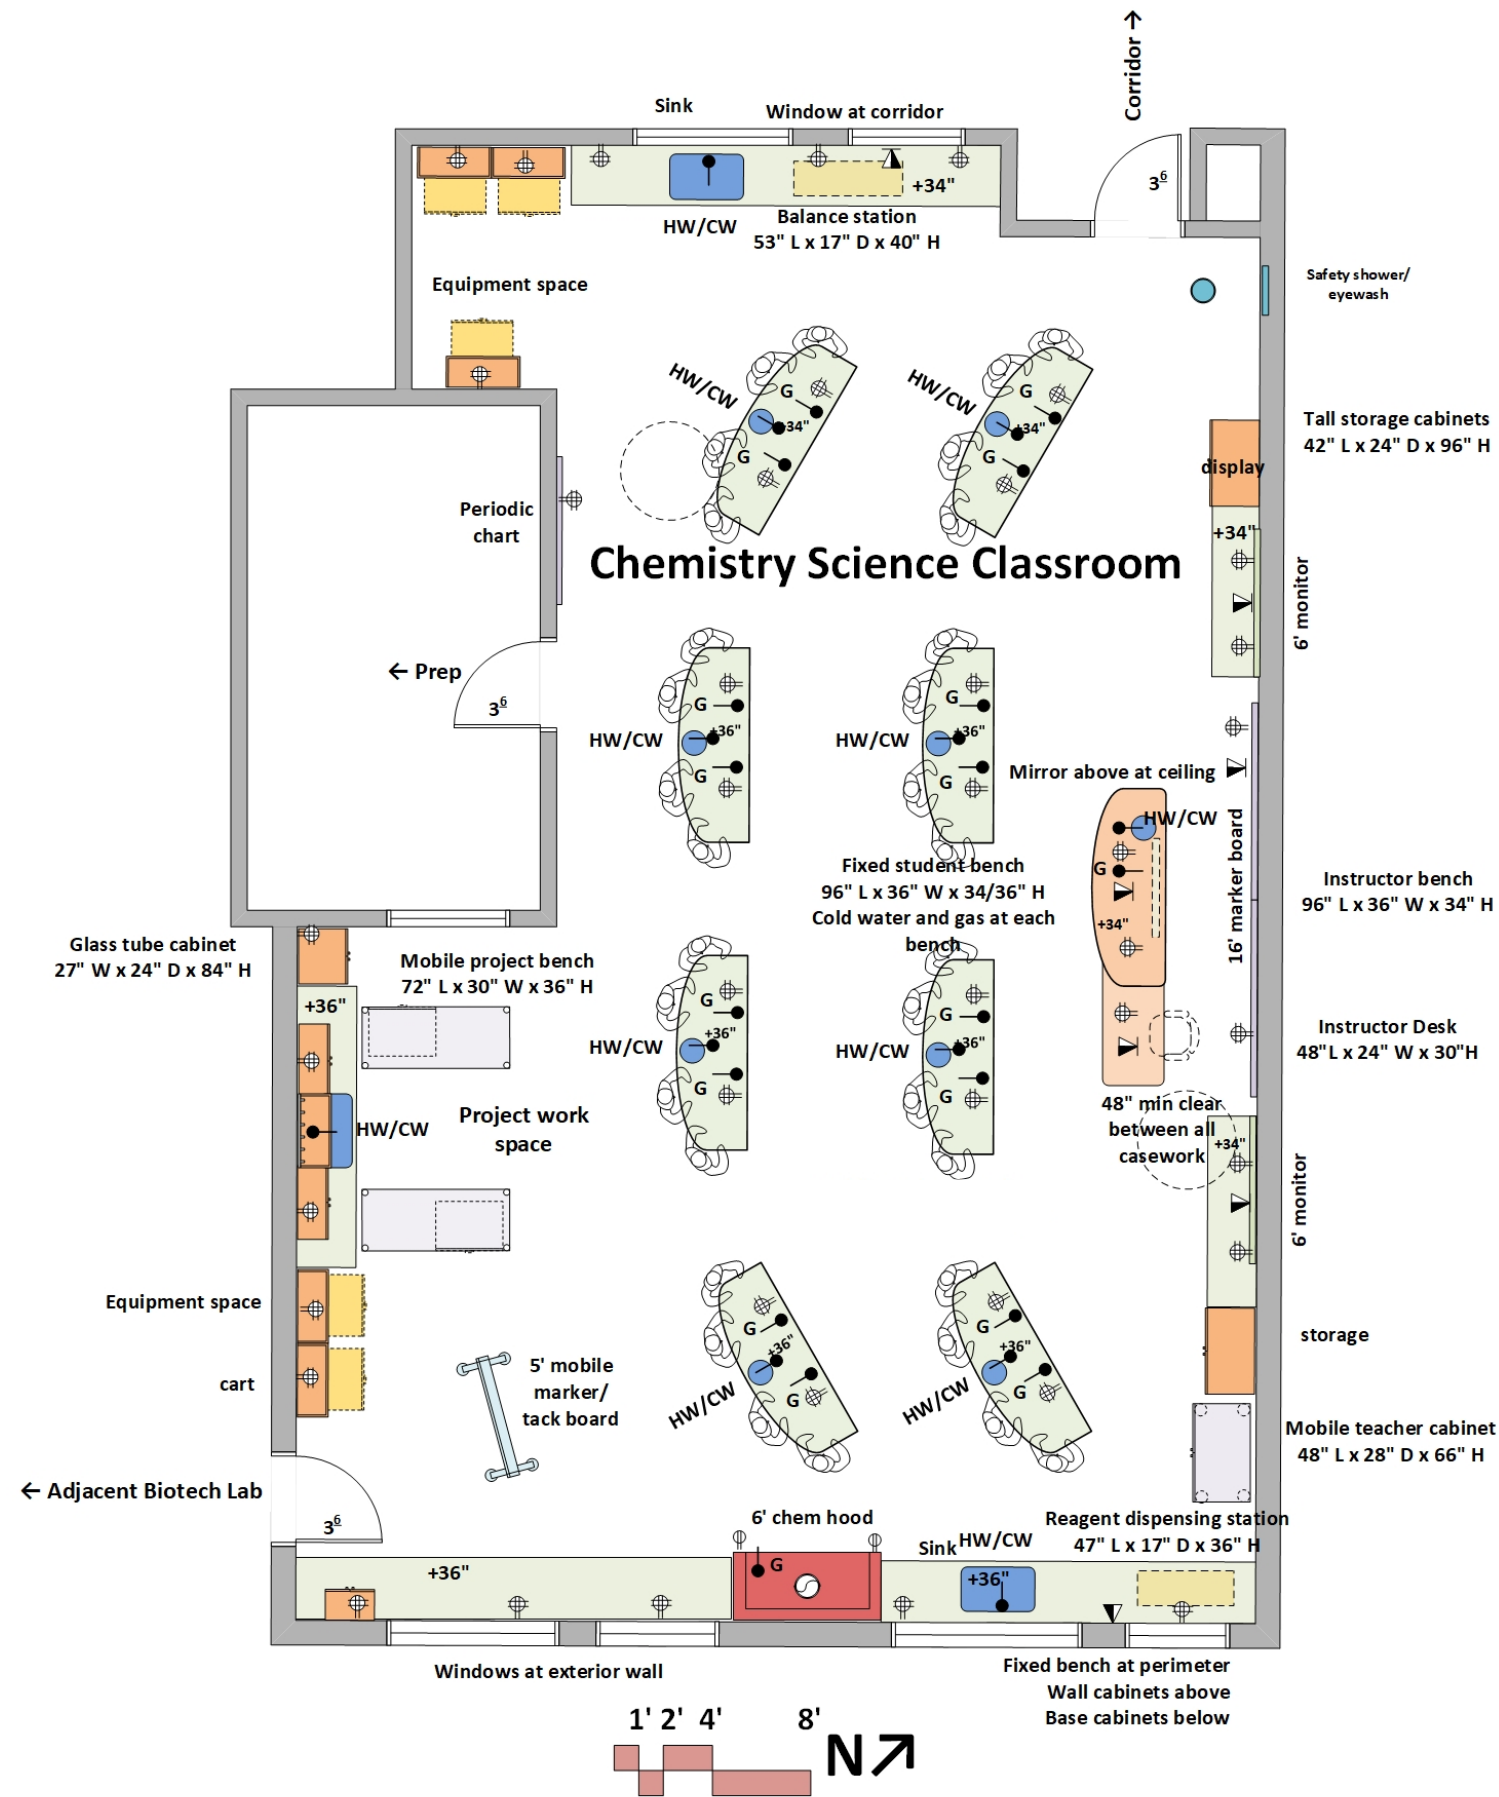 Corridor →
Sink
Window at corridor
3 6
+34"
HW/CW
Balance station
53" L x 17" D x 40" H
Equipment space
Safety shower/
eyewash
HW/CW
G
+34"
G
HW/CW
G
+34"
G
Tall storage cabinets
42" L x 24" D x 96" H
display
Periodic
chart
+34"
Chemistry Science Classroom
6' monitor
← Prep
3 6
HW/CW
G
+36"
G
HW/CW
G
+36"
G
Mirror above at ceiling
HW/CW
G
+34"
16' marker board
Fixed student bench
96" L x 36" W x 34/36" H
Cold water and gas at each
bench
Instructor bench
96" L x 36" W x 34" H
Glass tube cabinet
27" W x 24" D x 84" H
Mobile project bench
72" L x 30" W x 36" H
+36"
HW/CW
G
+36"
G
HW/CW
G
+36"
G
Instructor Desk
48"L x 24" W x 30"H
HW/CW
Project work
space
48" min clear
between all
casework
+34"
6' monitor
Equipment space
cart
5' mobile
marker/
tack board
G
+36"
G
HW/CW
G
+36"
G
HW/CW
storage
Mobile teacher cabinet
48" L x 28" D x 66" H
← Adjacent Biotech Lab
3 6
6' chem hood
Sink
HW/CW
Reagent dispensing station
47" L x 17" D x 36" H
+36"
G
+36"
Windows at exterior wall
Fixed bench at perimeter
Wall cabinets above
Base cabinets below
1' 2' 4' 8'
N